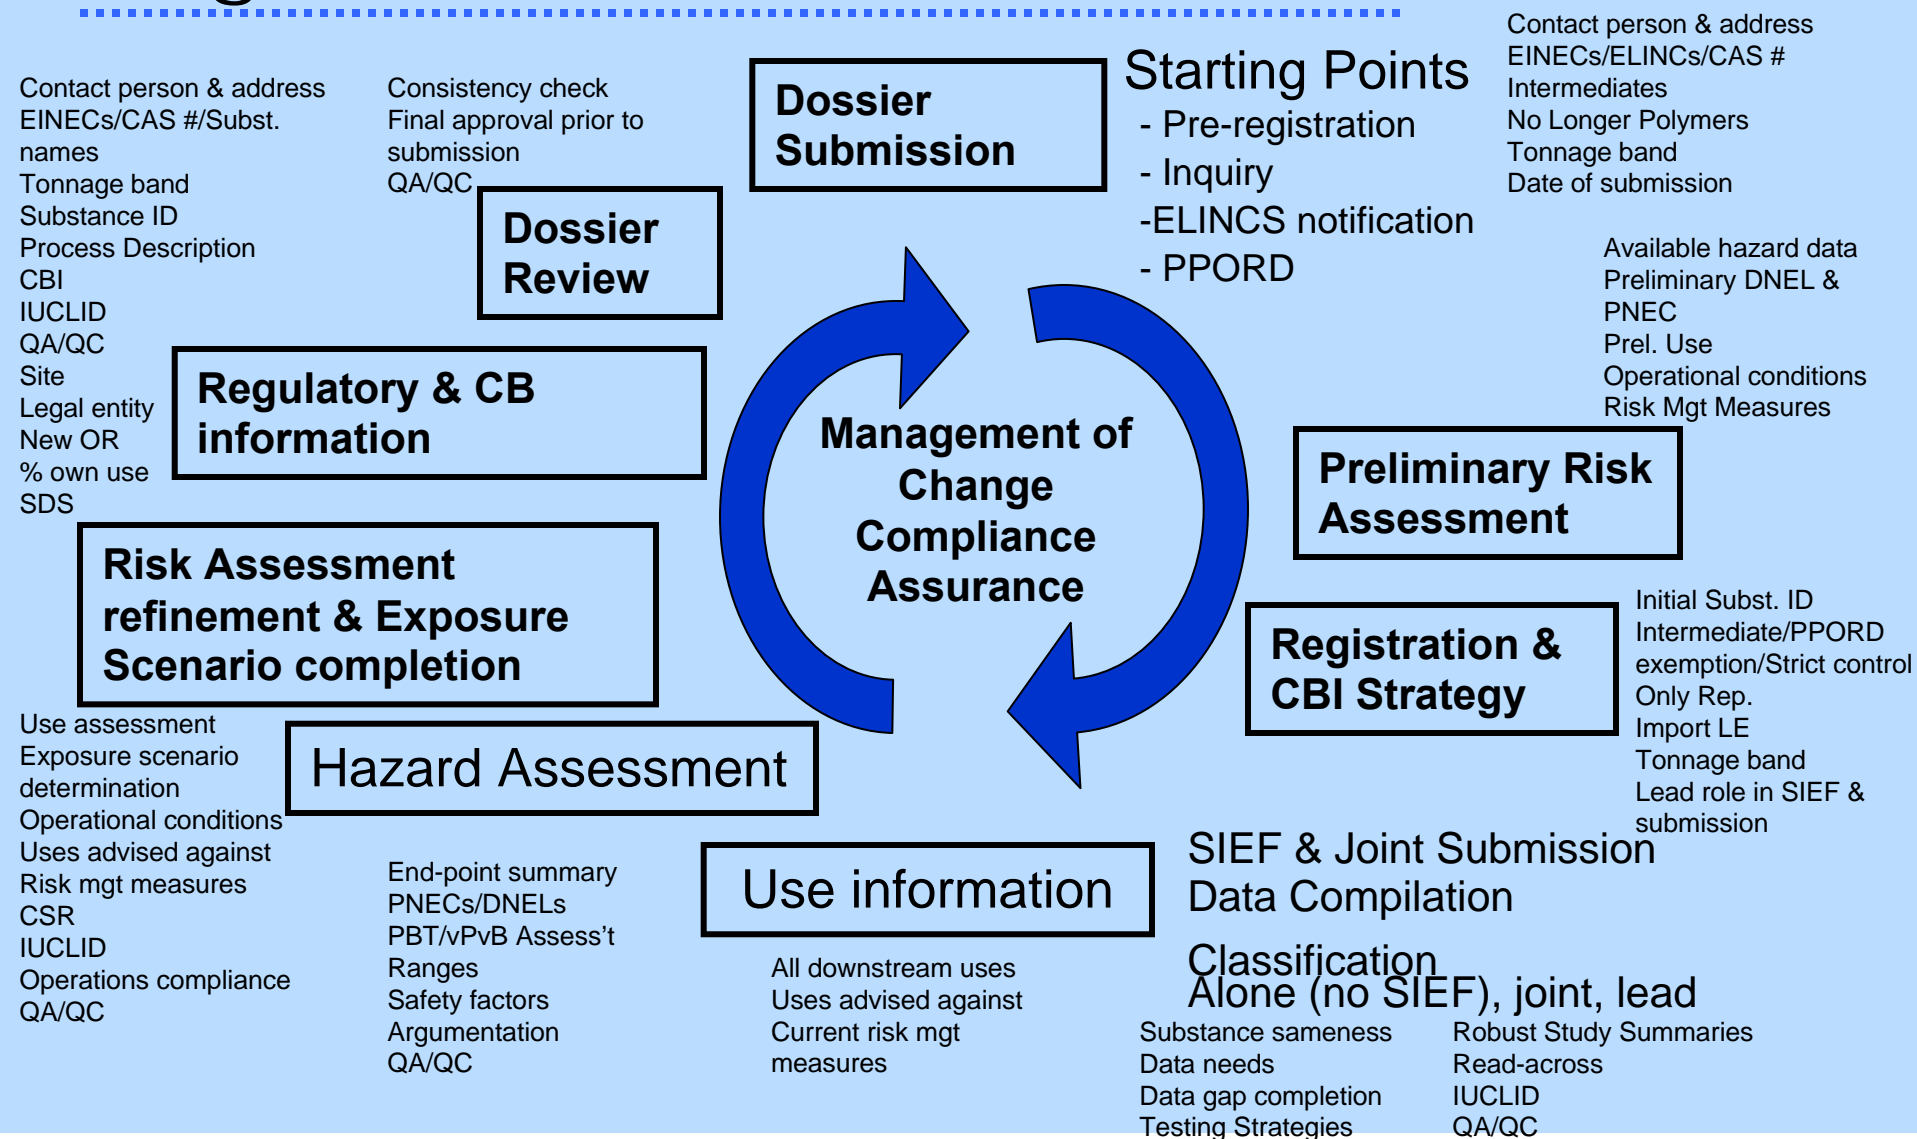 Contact person & address
EINECs/CAS #/Subst.
names
Tonnage band
Substance ID
Process Description
CBI
IUCLID
QA/QC
Site
Legal entity
New OR
% own use
SDS
Consistency check
Final approval prior to
submission
QA/QC
Dossier
Review
Dossier
Submission
Starting Points
- Pre-registration
- Inquiry
-ELINCS notification
- PPORD
Contact person & address
EINECs/ELINCs/CAS #
Intermediates
No Longer Polymers
Tonnage band
Date of submission
Available hazard data
Preliminary DNEL &
PNEC
Prel. Use
Operational conditions
Risk Mgt Measures
Regulatory & CB
information
Management of
Change
Compliance
Assurance
Preliminary Risk
Assessment
Risk Assessment
refinement & Exposure
Scenario completion
Registration &
CBI Strategy
Initial Subst. ID
Intermediate/PPORD
exemption/Strict control
Only Rep.
Import LE
Tonnage band
Lead role in SIEF &
submission
Use assessment
Exposure scenario
determination
Operational conditions
Uses advised against
Risk mgt measures
CSR
IUCLID
Operations compliance
QA/QC
Hazard Assessment
End-point summary
PNECs/DNELs
PBT/vPvB Assess't
Ranges
Safety factors
Argumentation
QA/QC
Use information
All downstream uses
Uses advised against
Current risk mgt
measures
SIEF & Joint Submission
Data Compilation
Classification
Alone (no SIEF), joint, lead
Substance sameness
Data needs
Data gap completion
Testing Strategies
Robust Study Summaries
Read-across
IUCLID
QA/QC